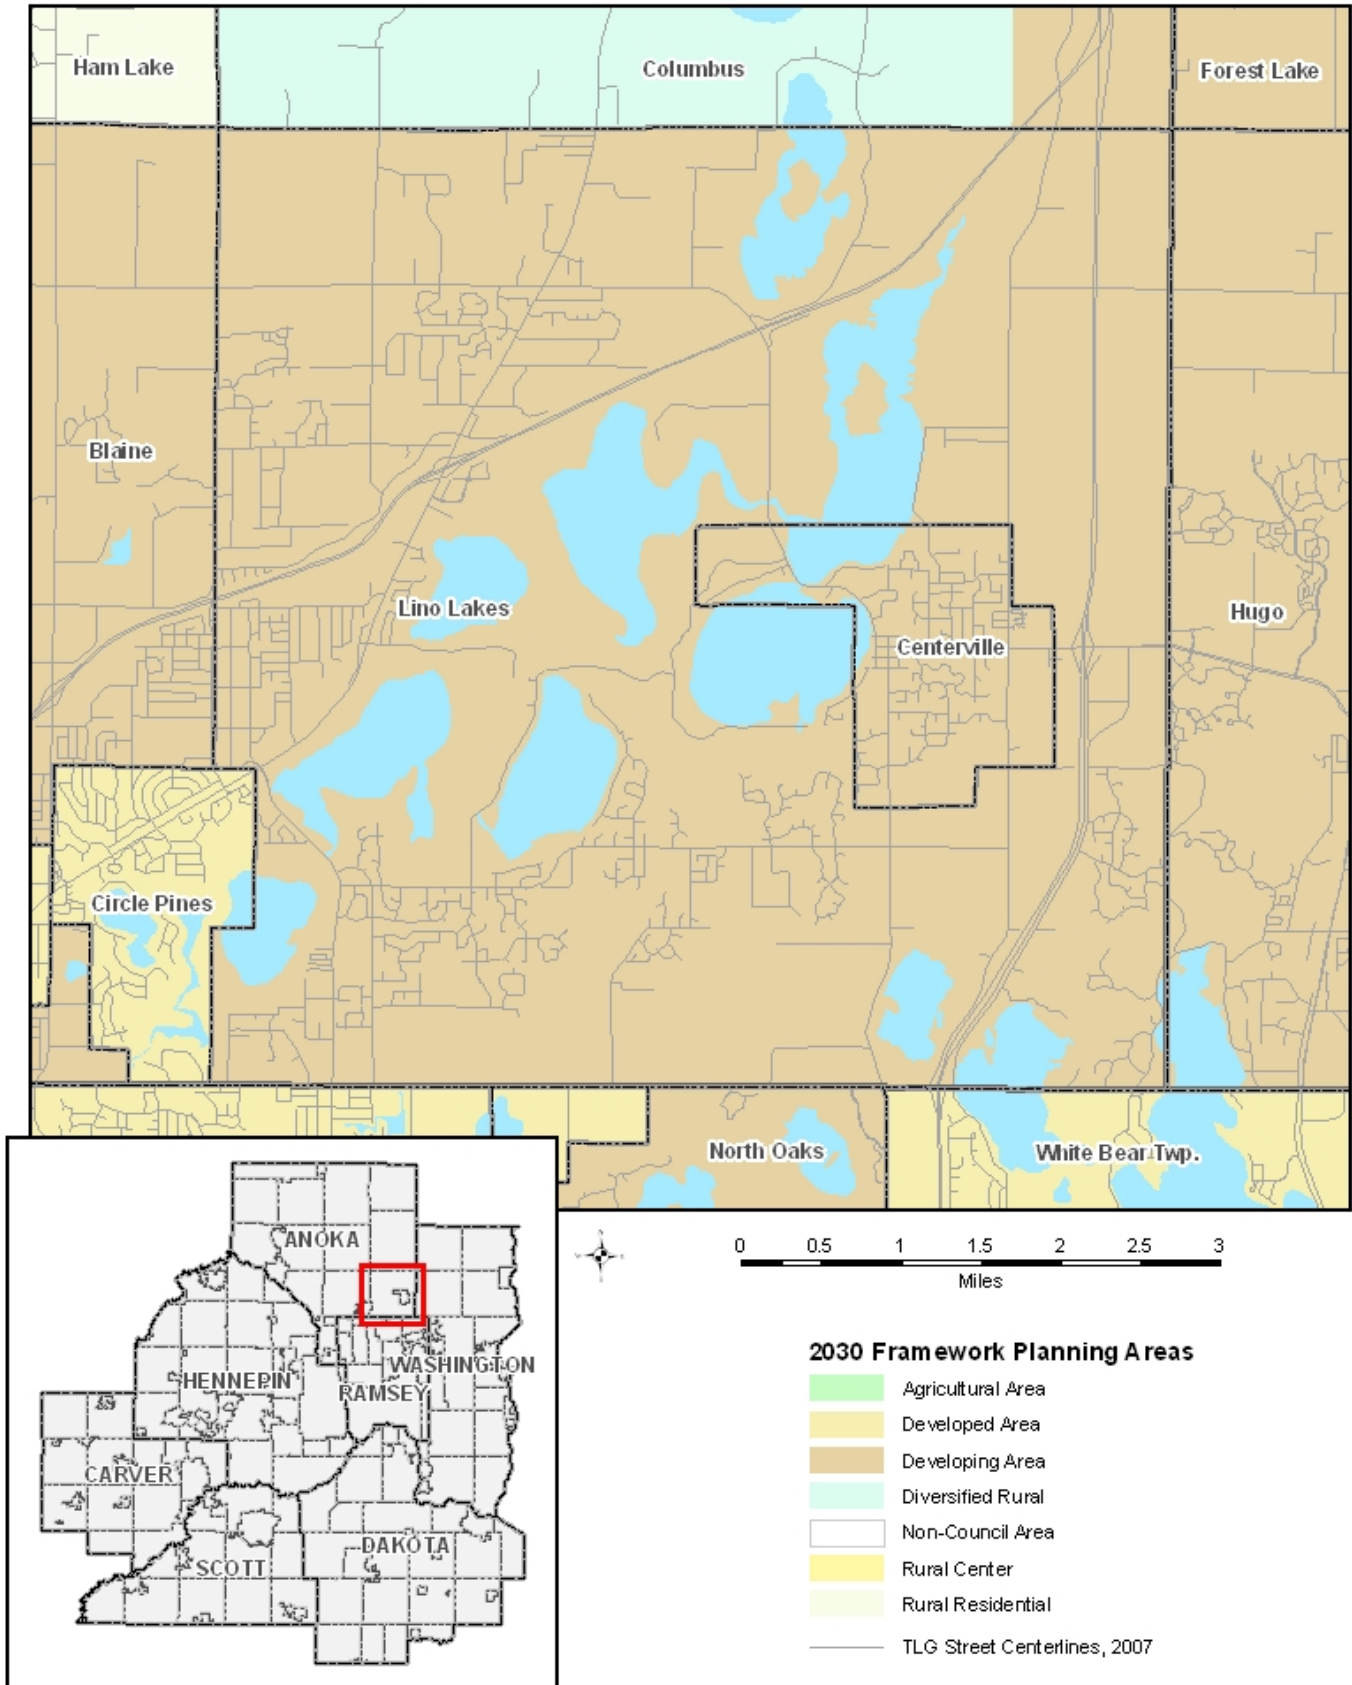 Ham Lake
Columbus
Forest Lake
Blaine
Lino Lakes
Hugo
Centerville
Circle Pines
North Oaks
White Bear Twp.
ANOKA
WASHINGTON
HENNEPIN
RAMSEY
CARVER
DAKOTA
SCOTT
0 0.5 1 1.5 2 2.5 3
Miles
2030 Framework Planning Areas
Agricultural Area
Developed Area
Developing Area
Diversified Rural
Non-Council Area
Rural Center
Rural Residential
TLG Street Centerlines, 2007